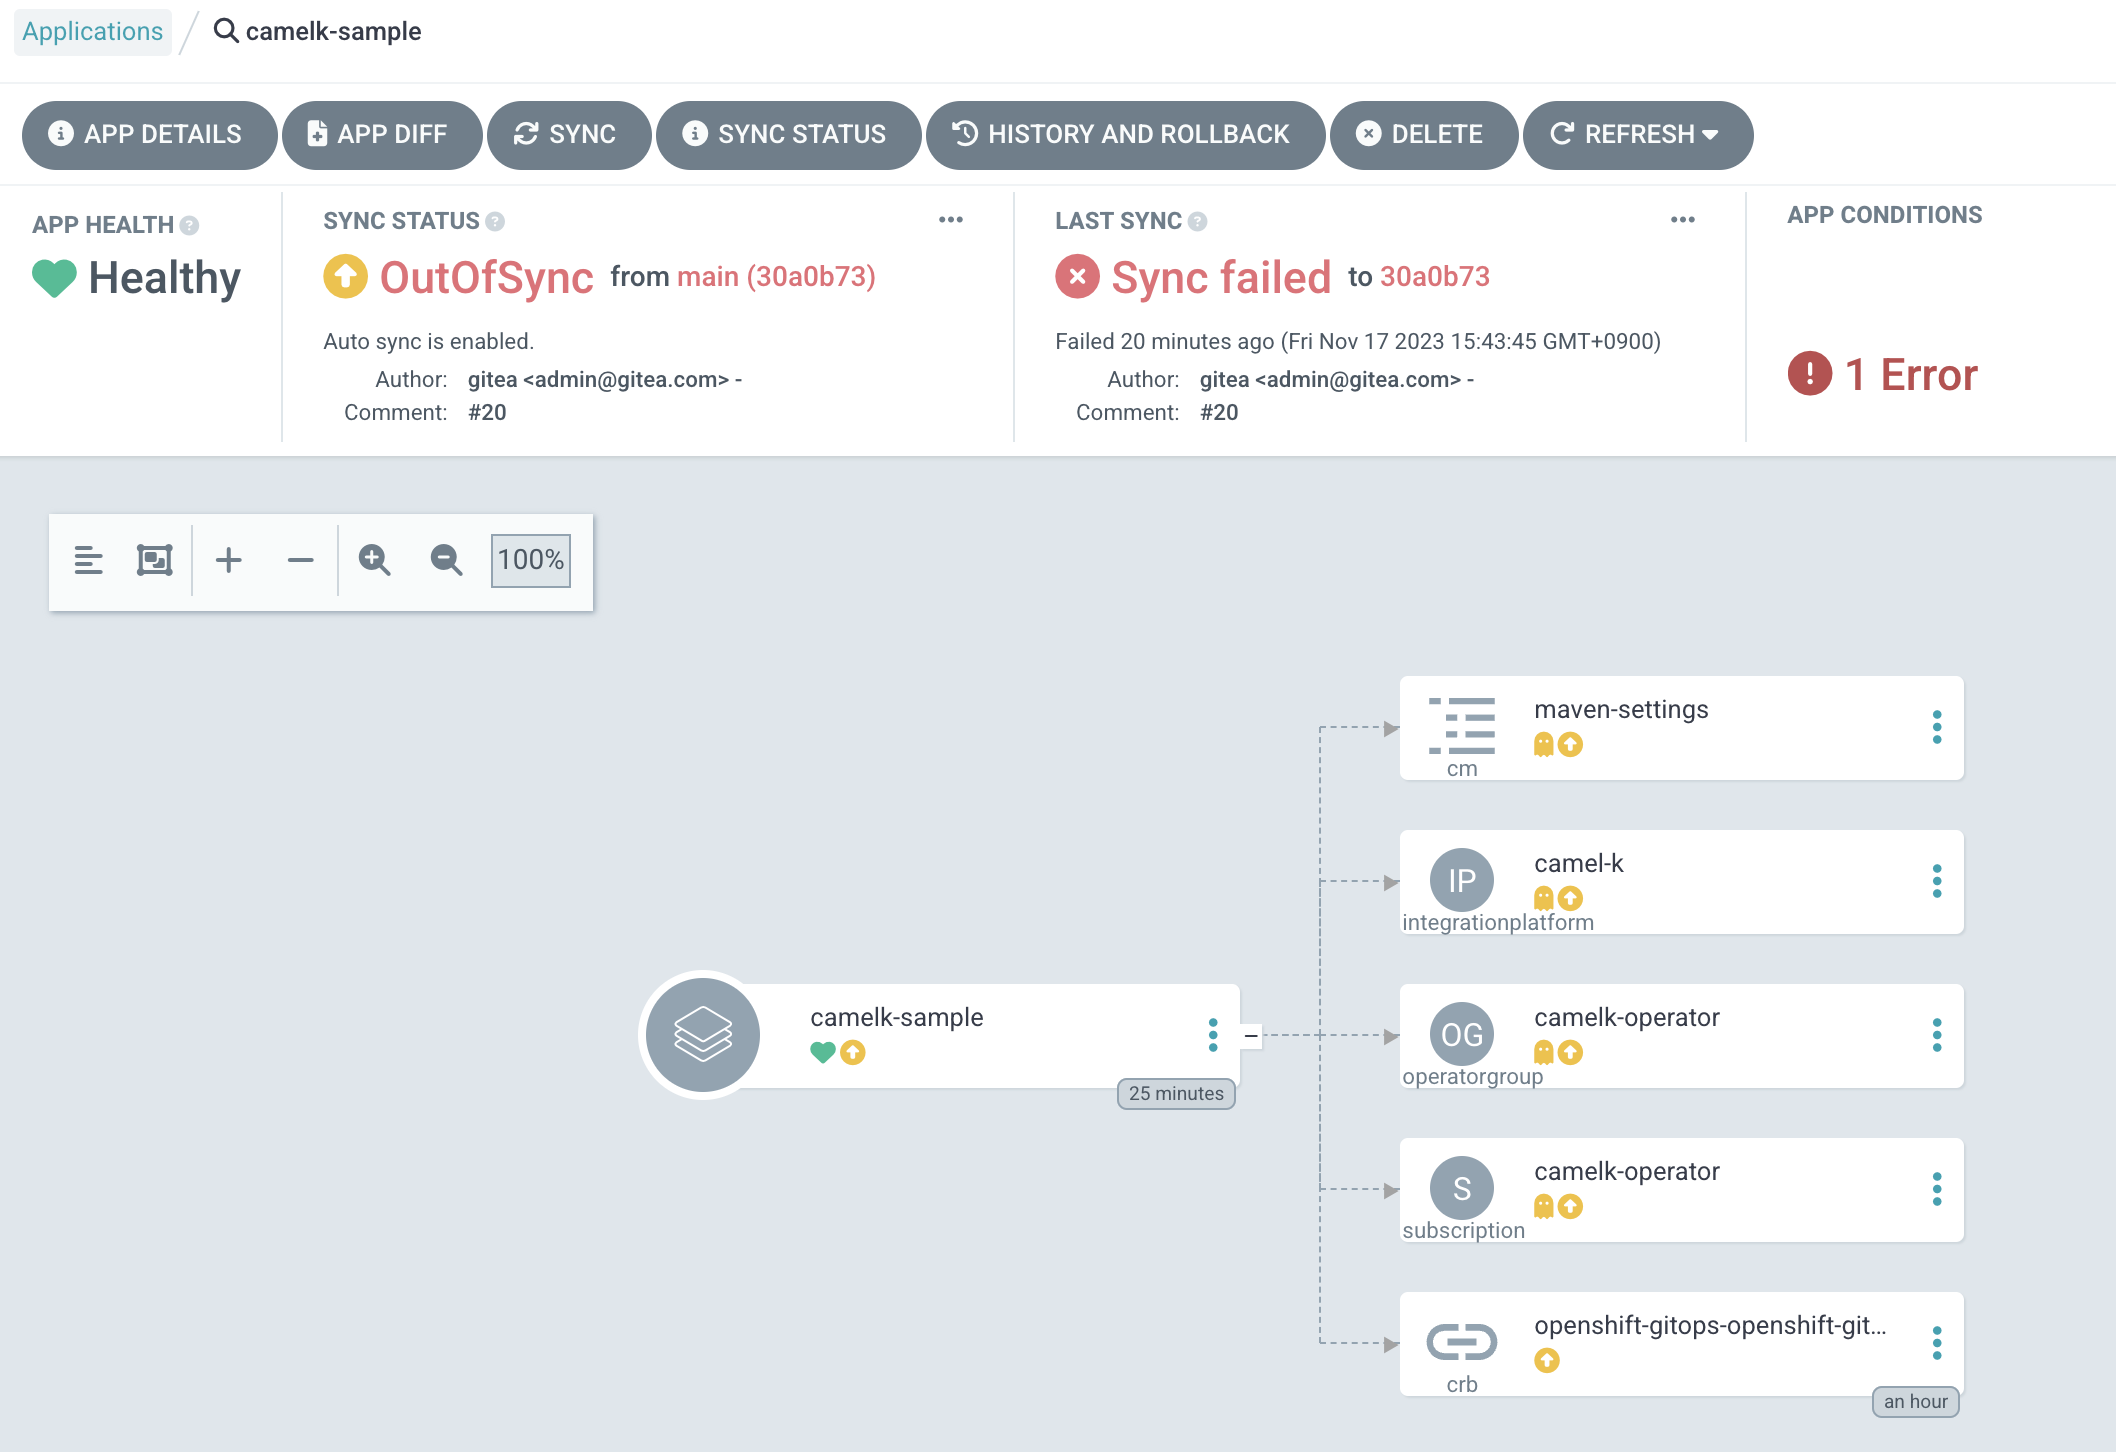 Applications / camelk-sample
APP DETAILS APP DIFF SYNC SYNC STATUS HISTORY AND ROLLBACK DELETE REFRESH
APP HEALTH
Healthy
SYNC STATUS
OutOfSync from main (30a0b73)
Auto sync is enabled.
Author: gitea <admin@gitea.com> -
Comment: #20
LAST SYNC
Sync failed to 30a0b73
Failed 20 minutes ago (Fri Nov 17 2023 15:43:45 GMT+0900)
Author: gitea <admin@gitea.com> -
Comment: #20
APP CONDITIONS
1 Error
100%
camelk-sample
25 minutes
maven-settings
cm
IP
camel-k
integrationplatform
OG
camelk-operator
operatorgroup
S
camelk-operator
subscription
openshift-gitops-openshift-git...
crb
an hour